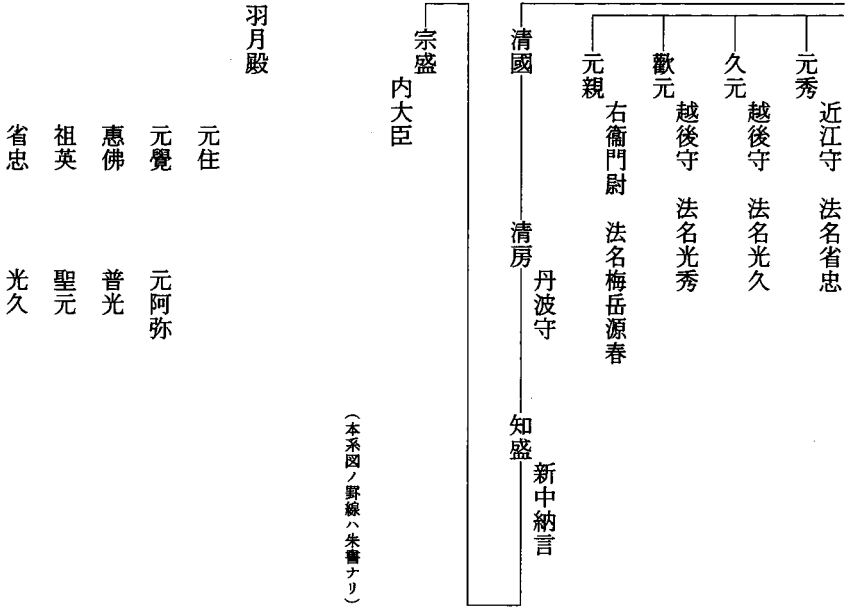 元秀
近江守　法名省忠
久元
越後守　法名光久
歡元
越後守　法名光秀
元親
右衞門尉　法名梅岳源春
清國
清房
丹波守
知盛
新中納言
宗盛
内大臣
（本系図ノ罫線ハ朱書ナリ）
羽月殿
元住
元覺　元阿弥
惠佛　普光
祖英　聖元
省忠　光久